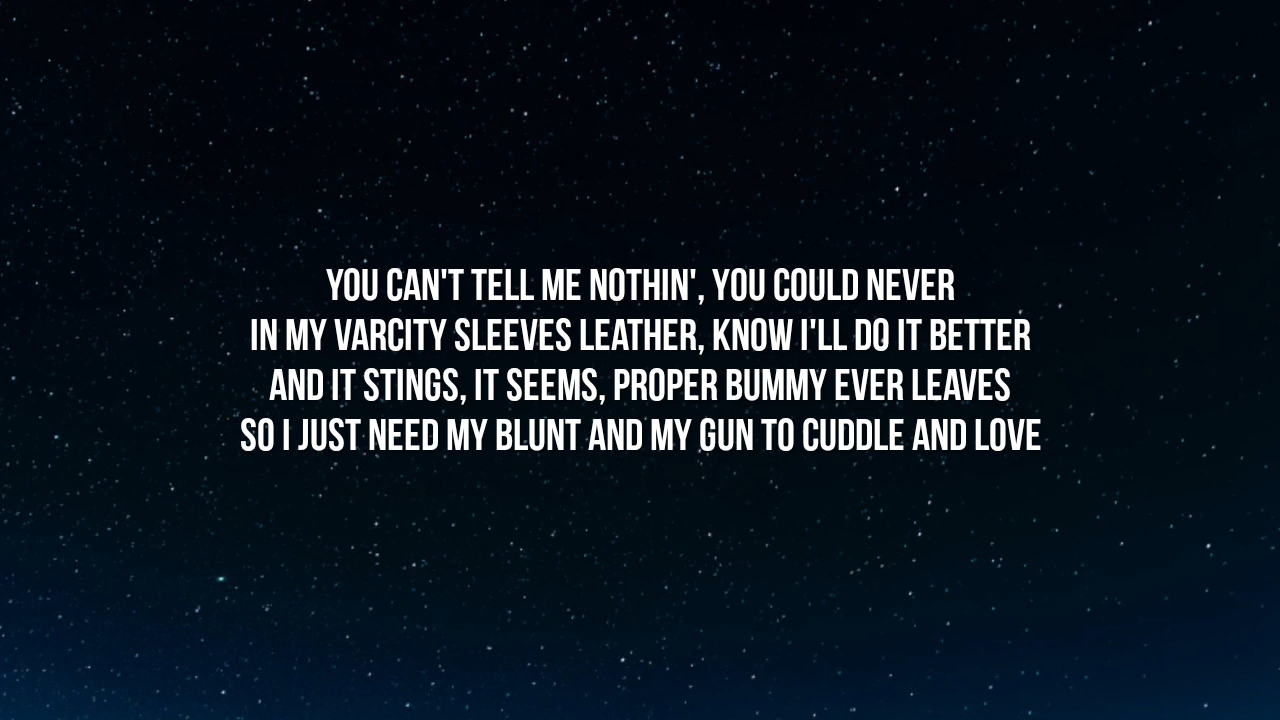 YOU CAN'T TELL ME NOTHIN', YOU COULD NEVER
IN MY VARCITY SLEEVES LEATHER, KNOW I'LL DO IT BETTER
AND IT STINGS, IT SEEMS, PROPER BUMMY EVER LEAVES
SO I JUST NEED MY BLUNT AND MY GUN TO CUDDLE AND LOVE